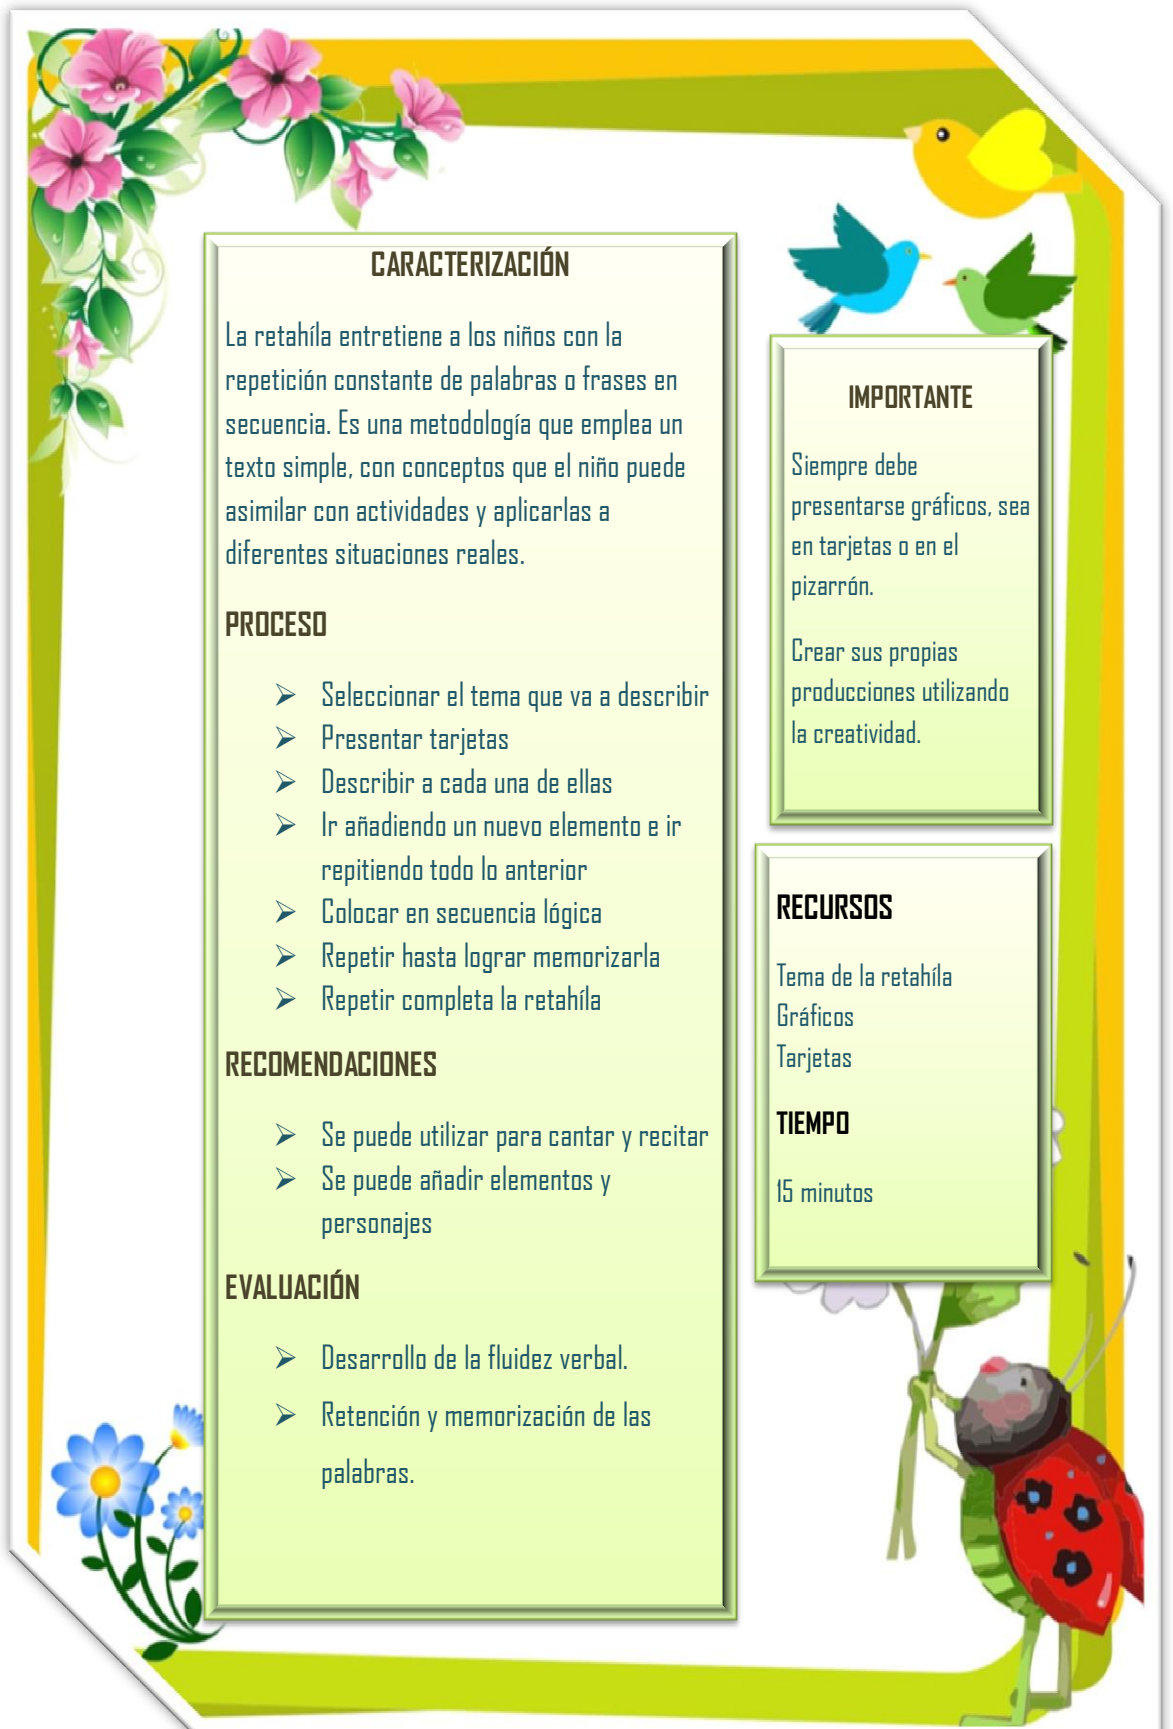 CARACTERIZACIÓN
La retahíla entretiene a los niños con la
repetición constante de palabras o frases en
secuencia. Es una metodología que emplea un
texto simple, con conceptos que el niño puede
asimilar con actividades y aplicarlas a
diferentes situaciones reales.
PROCESO
➢ Seleccionar el tema que va a describir
➢ Presentar tarjetas
➢ Describir a cada una de ellas
➢ Ir añadiendo un nuevo elemento e ir
repitiendo todo lo anterior
➢ Colocar en secuencia lógica
➢ Repetir hasta lograr memorizarla
➢ Repetir completa la retahíla
RECOMENDACIONES
➢ Se puede utilizar para cantar y recitar
➢ Se puede añadir elementos y
personajes
EVALUACIÓN
➢ Desarrollo de la fluidez verbal.
➢ Retención y memorización de las
palabras.
IMPORTANTE
Siempre debe
presentarse gráficos, sea
en tarjetas o en el
pizarrón.
Crear sus propias
producciones utilizando
la creatividad.
RECURSOS
Tema de la retahíla
Gráficos
Tarjetas
TIEMPO
15 minutos